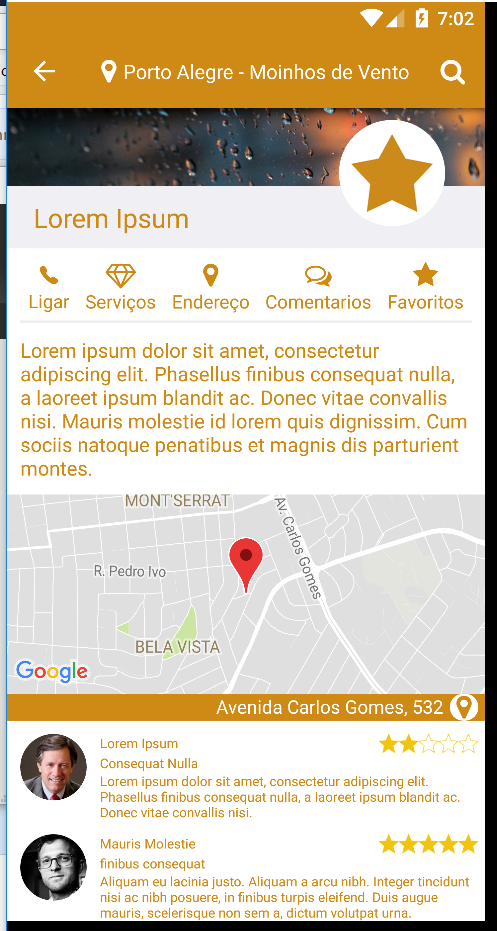 7:02
Porto Alegre - Moinhos de Vento
Lorem Ipsum
Ligar Serviços Endereço Comentarios Favoritos
Lorem ipsum dolor sit amet, consectetur
adipiscing elit. Phasellus finibus consequat nulla,
a laoreet ipsum blandit ac. Donec vitae convallis
nisi. Mauris molestie id lorem quis dignissim. Cum
sociis natoque penatibus et magnis dis parturient
montes.
MONT'SERRAT
Av. Carlos Gomes
R. Pedro Ivo
BELA VISTA
Google
Avenida Carlos Gomes, 532
Lorem Ipsum
Consequat Nulla
Lorem ipsum dolor sit amet, consectetur adipiscing elit.
Phasellus finibus consequat nulla, a laoreet ipsum blandit ac.
Donec vitae convallis nisi.
Mauris Molestie
finibus consequat
Aliquam eu lacinia justo. Aliquam a arcu nibh. Integer tincidunt
nisi ac nibh posuere, in finibus turpis eleifend. Duis augue
mauris, scelerisque non sem a, dictum volutpat urna.